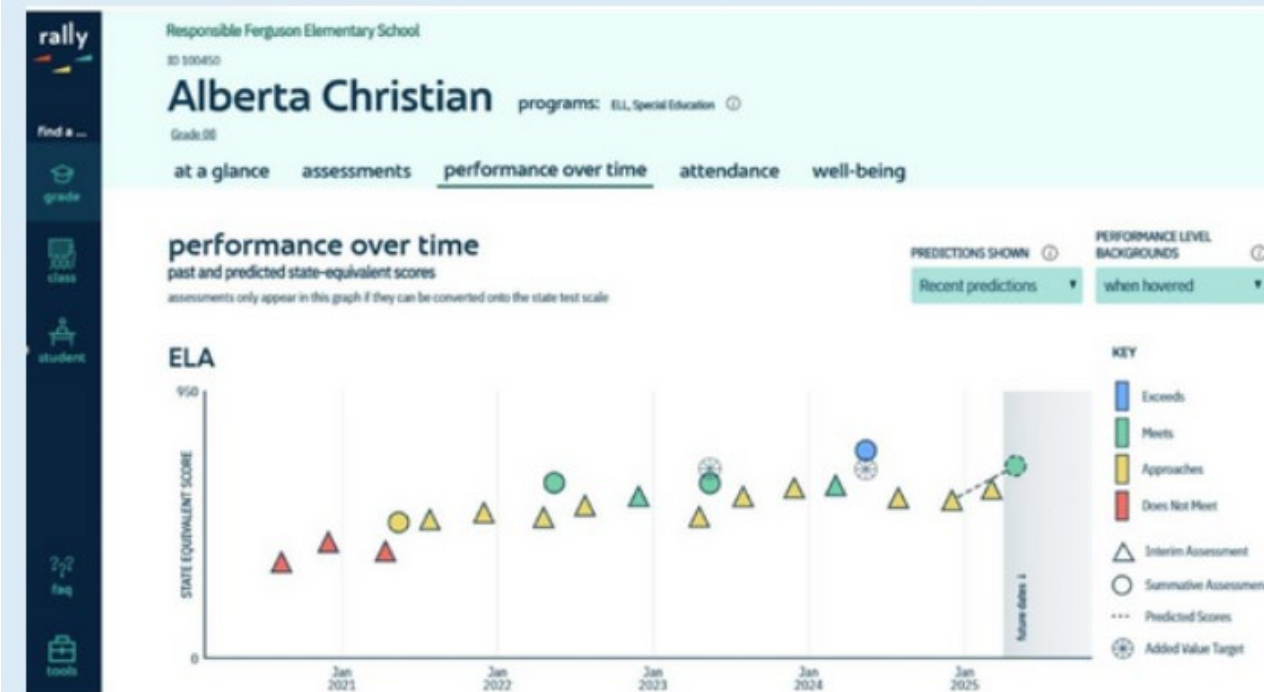 rally
find a ...
grade
class
student
???
faq
tools
Responsible Ferguson Elementary School
ID 100450
Alberta Christian
programs: ELL, Special Education
Grade 08
at a glance
assessments
performance over time
attendance
well-being
performance over time
past and predicted state-equivalent scores
assessments only appear in this graph if they can be converted onto the state test scale
PREDICTIONS SHOWN
Recent predictions
PERFORMANCE LEVEL
BACKGROUNDS
when hovered
ELA
950
STATE EQUIVALENT SCORE
0
Jan
2021
Jan
2022
Jan
2023
Jan
2024
Jan
2025
future dates ↓
KEY
Exceeds
Meets
Approaches
Does Not Meet
Interim Assessment
Summative Assessmen
Predicted Scores
Added Value Target